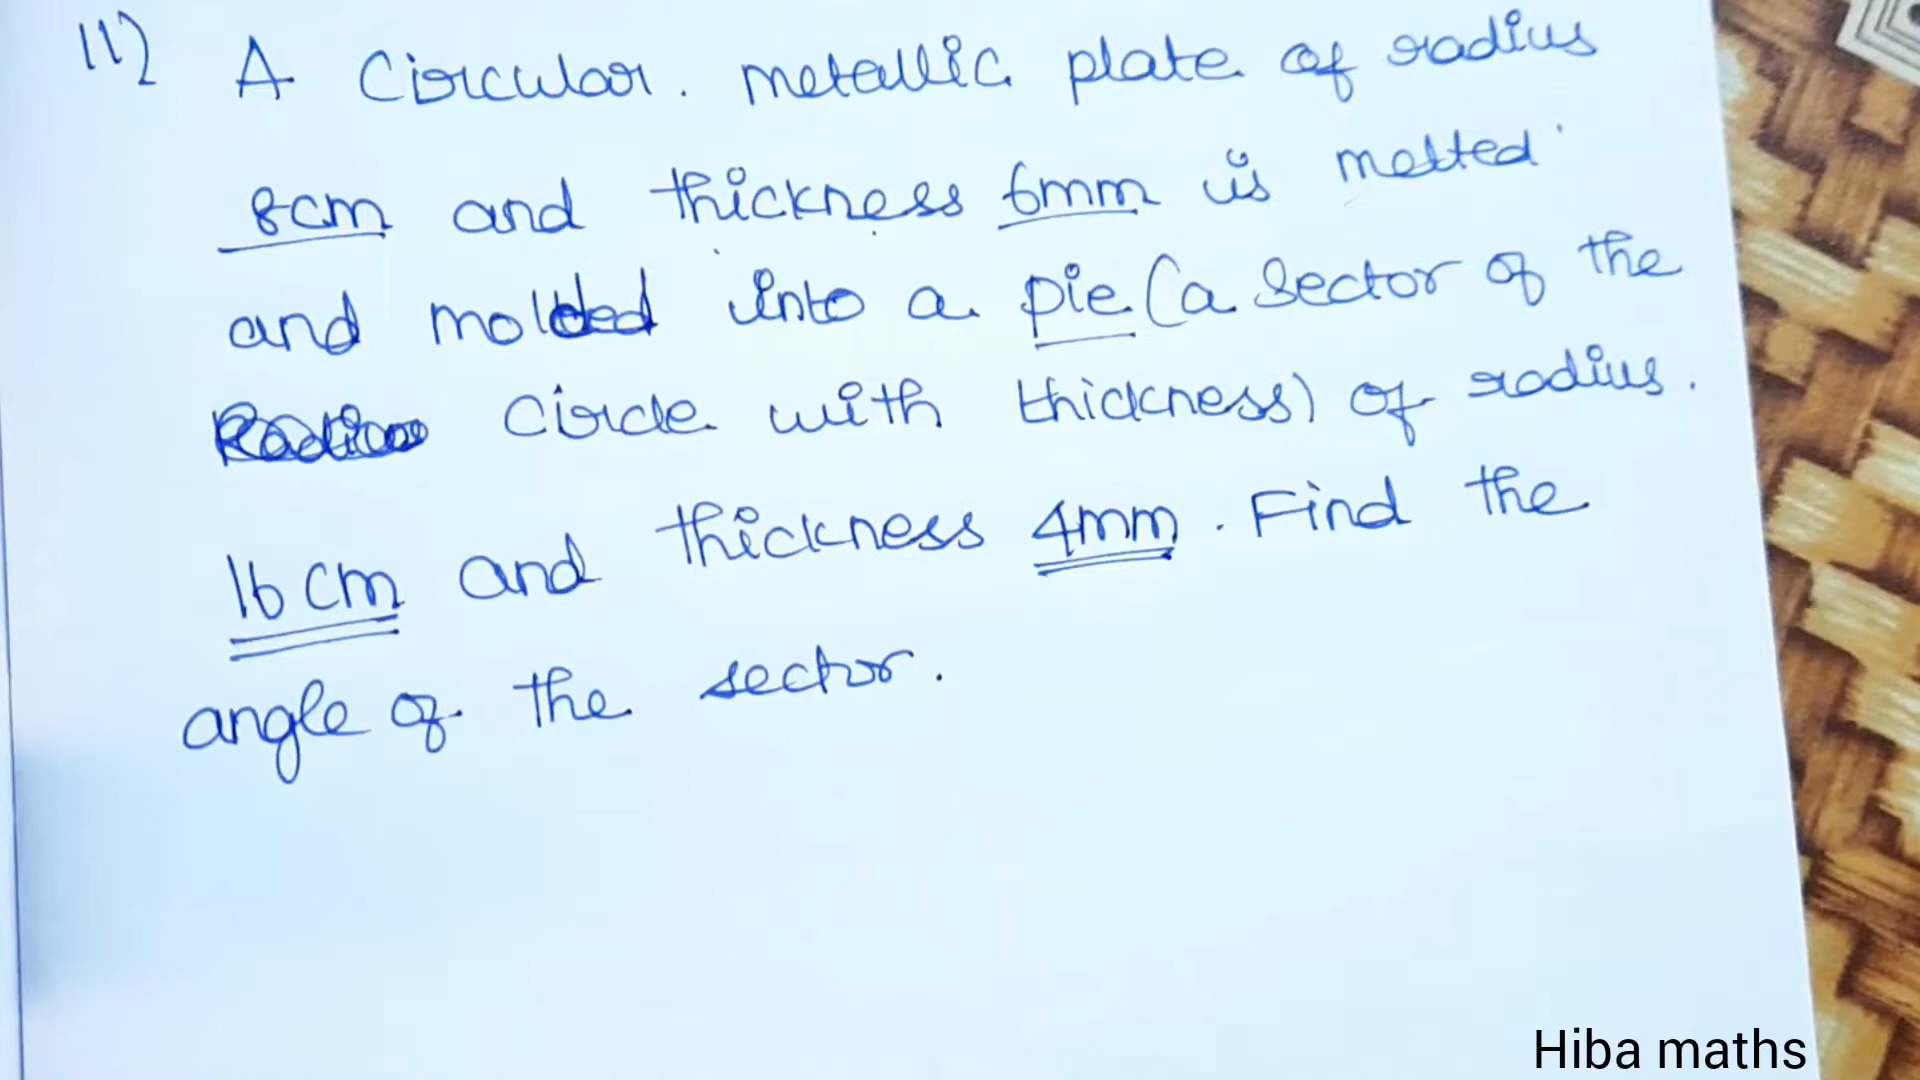 11) A Circular. metallic plate of radius
8cm and thickness 6mm is melted
and molded into a pie (a Sector of the
Circle with thickness) of radius.
16 cm and thickness 4mm. Find the
angle of the sector.
Hiba maths